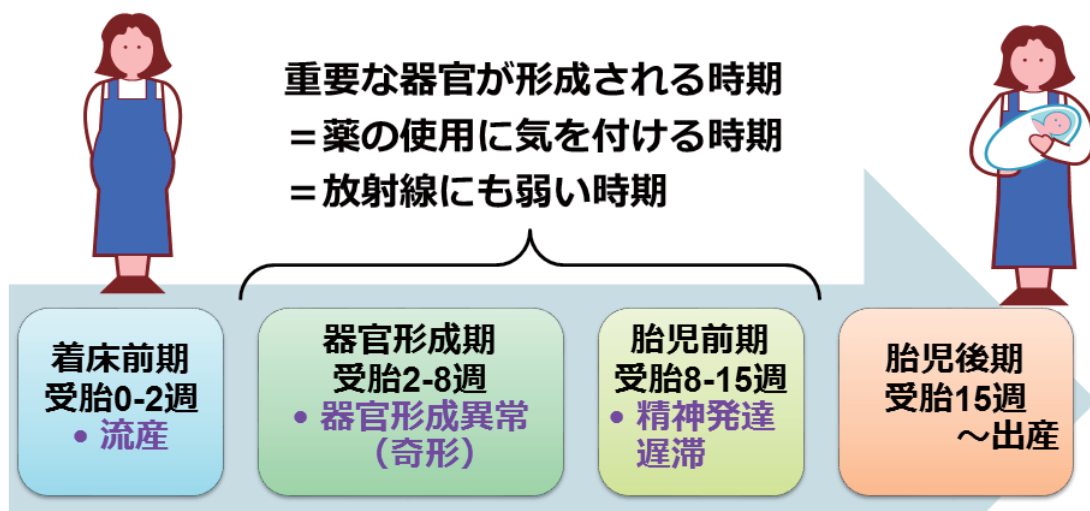 重要な器官が形成される時期
＝薬の使用に気を付ける時期
＝放射線にも弱い時期
着床前期
受胎0-2週
• 流産
器官形成期
受胎2-8週
• 器官形成異常
（奇形）
胎児前期
受胎8-15週
• 精神発達
遅滞
胎児後期
受胎15週
～出産